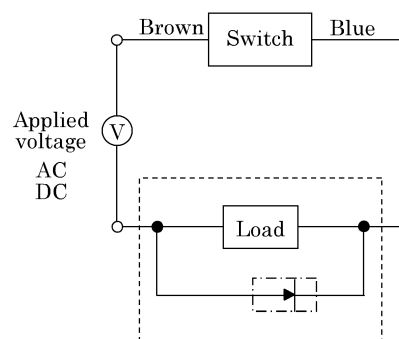 Brown
Switch
Blue
Applied
voltage
V
AC
DC
Load